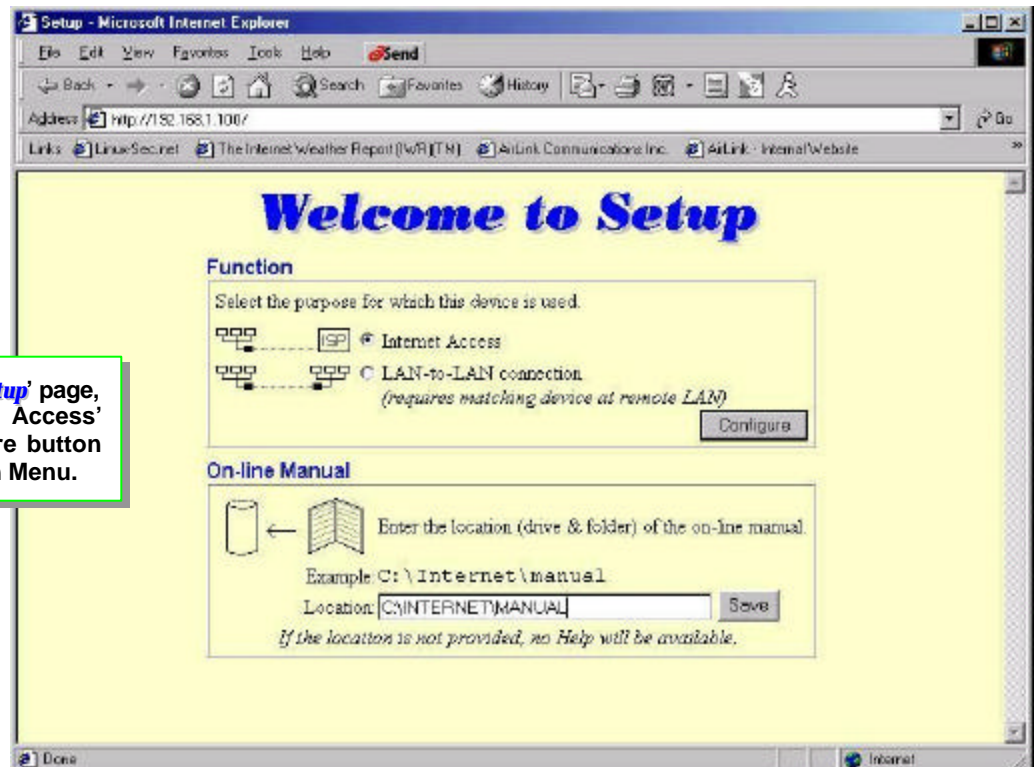 Setup - Microsoft Internet Explorer
File Edit View Favorites Tools Help Send
Back Search Favorites History
Address http://192.168.1.100/ Go
Links Linux-Sec.net The Internet Weather Report (IWR)[TM] AirLink Communications Inc. AirLink - Internal Website
Welcome to Setup
Function
Select the purpose for which this device is used.
ISP Internet Access
LAN-to-LAN connection
(requires matching device at remote LAN)
Configure
tup' page,
Access'
re button
Menu.
On-line Manual
Enter the location (drive & folder) of the on-line manual.
Example: C:\Internet\manual
Location: C:\INTERNET\MANUAL Save
If the location is not provided, no Help will be available.
Done Internet